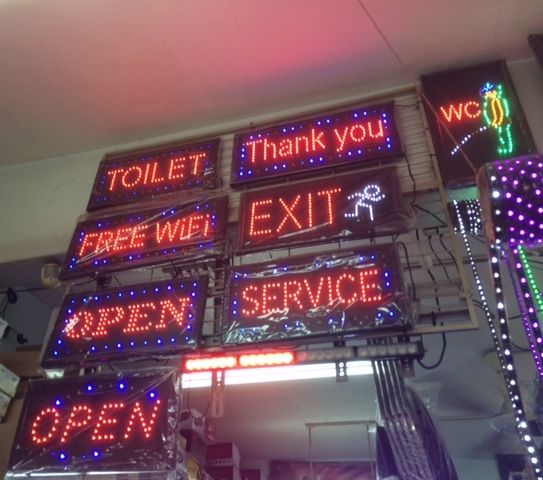 TOILET
Thank you
WC
FREE WiFi
EXIT
OPEN
SERVICE
OPEN